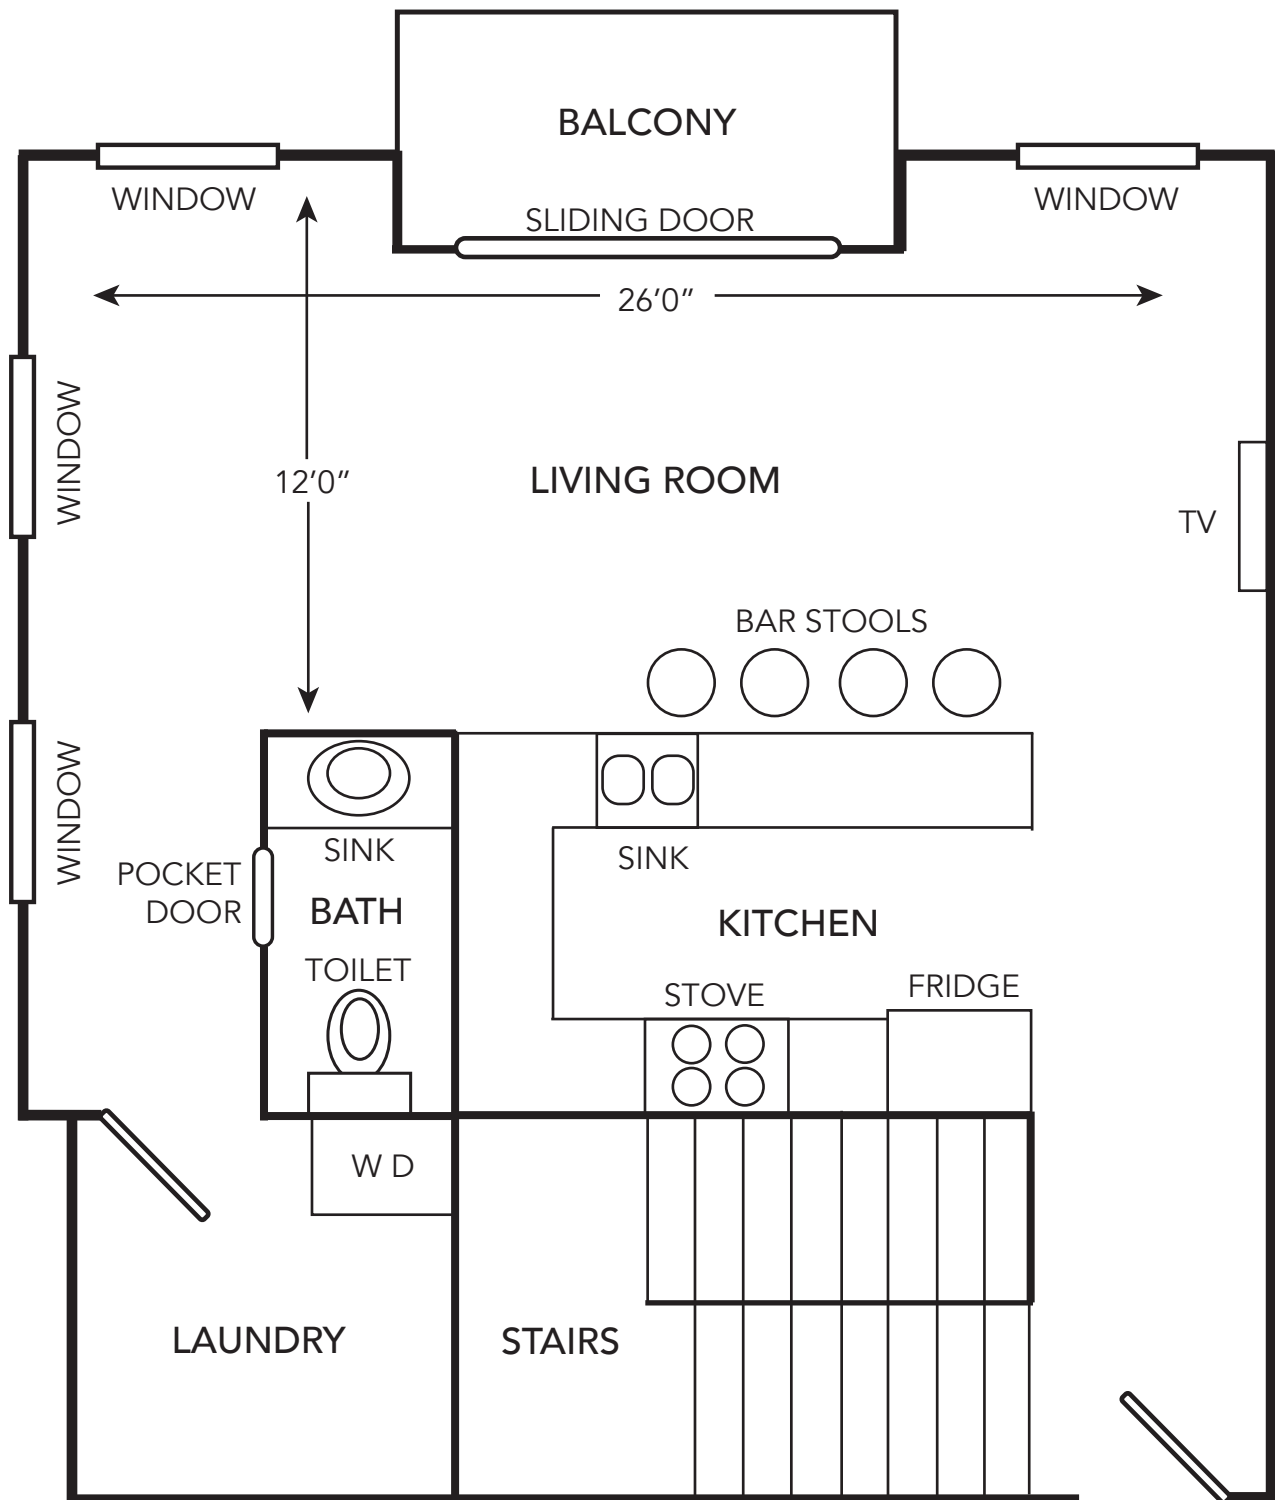 BALCONY
WINDOW
WINDOW
SLIDING DOOR
26’0”
WINDOW
12’0”
LIVING ROOM
TV
BAR STOOLS
WINDOW
SINK
SINK
POCKET
DOOR
BATH
KITCHEN
TOILET
STOVE
FRIDGE
W D
LAUNDRY
STAIRS